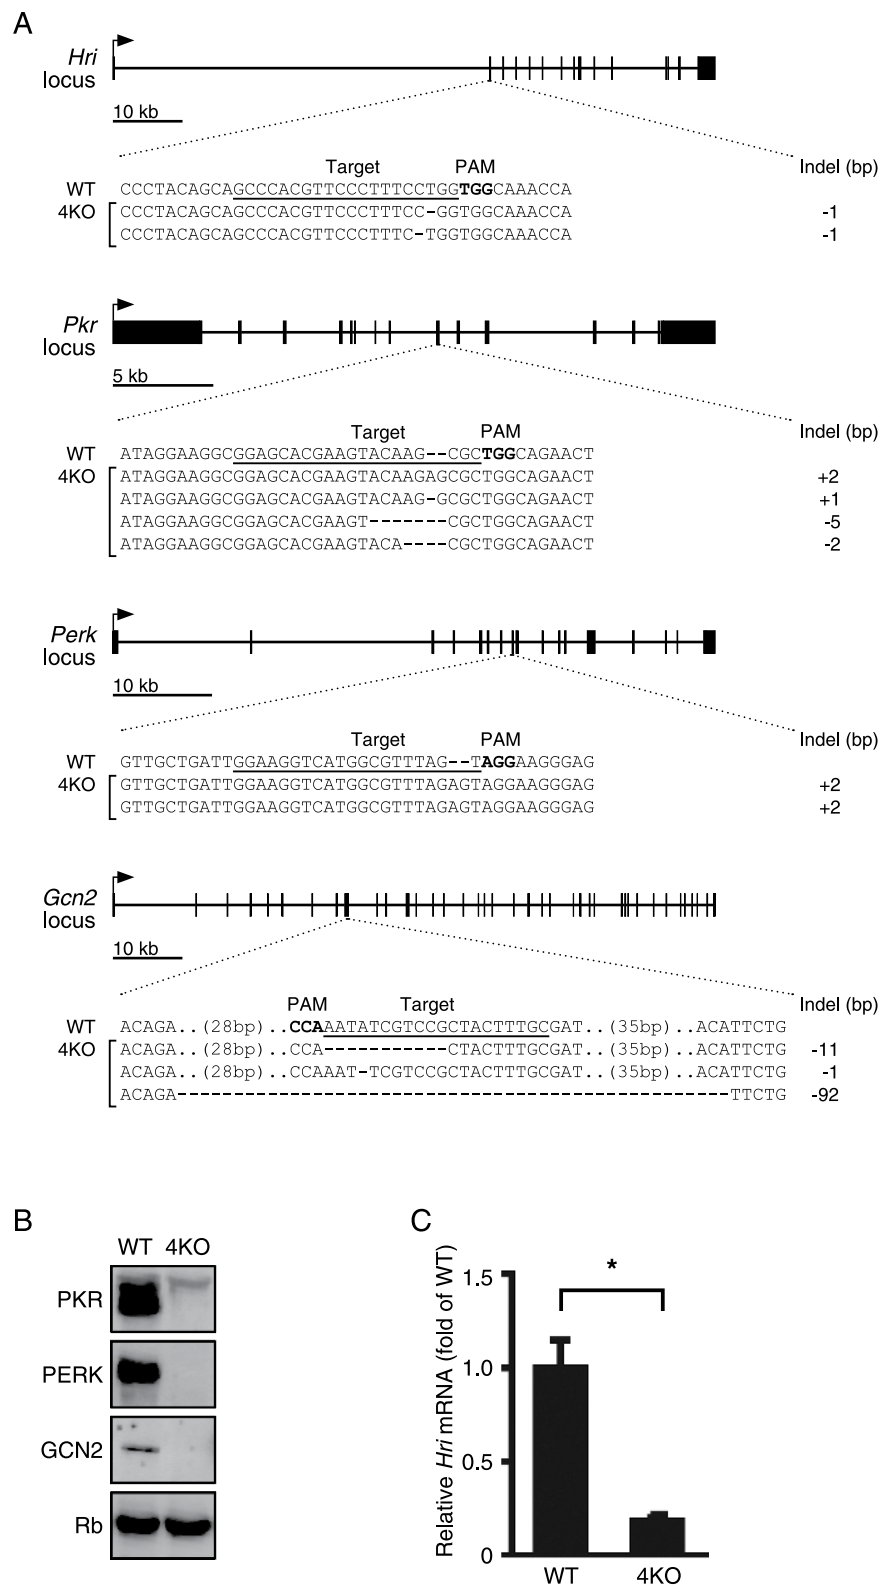 A
Hri
locus
10 kb
Target PAM Indel (bp)
WT CCCTACAGCAGCCCACGTTCCCTTTCCTGGTGGCAAACCA
4KO CCCTACAGCAGCCCACGTTCCCTTTCC-GGTGGCAAACCA -1
CCCTACAGCAGCCCACGTTCCCTTTC-TGGTGGCAAACCA -1
Pkr
locus
5 kb
Target PAM Indel (bp)
WT ATAGGAAGGCGGAGCACGAAGTACAAG--CGCTGGCAGAACT
4KO ATAGGAAGGCGGAGCACGAAGTACAAGAGCGCTGGCAGAACT +2
ATAGGAAGGCGGAGCACGAAGTACAAG-GCGCTGGCAGAACT +1
ATAGGAAGGCGGAGCACGAAGT-------CGCTGGCAGAACT -5
ATAGGAAGGCGGAGCACGAAGTACA----CGCTGGCAGAACT -2
Perk
locus
10 kb
Target PAM Indel (bp)
WT GTTGCTGATTGGAAGGTCATGGCGTTTAG--TAGGAAGGGAG
4KO GTTGCTGATTGGAAGGTCATGGCGTTTAGAGTAGGAAGGGAG +2
GTTGCTGATTGGAAGGTCATGGCGTTTAGAGTAGGAAGGGAG +2
Gcn2
locus
10 kb
PAM Target Indel (bp)
WT ACAGA..(28bp)..CCAAATATCGTCCGCTACTTTGCGAT..(35bp)..ACATTCTG
4KO ACAGA..(28bp)..CCA-----------CTACTTTGCGAT..(35bp)..ACATTCTG -11
ACAGA..(28bp)..CCAAAT-TCGTCCGCTACTTTGCGAT..(35bp)..ACATTCTG -1
ACAGA-------------------------------------------------TTCTG -92
B
WT 4KO
PKR
PERK
GCN2
Rb
C
Relative Hri mRNA (fold of WT)
1.5
*
1.0
0.5
0
WT 4KO